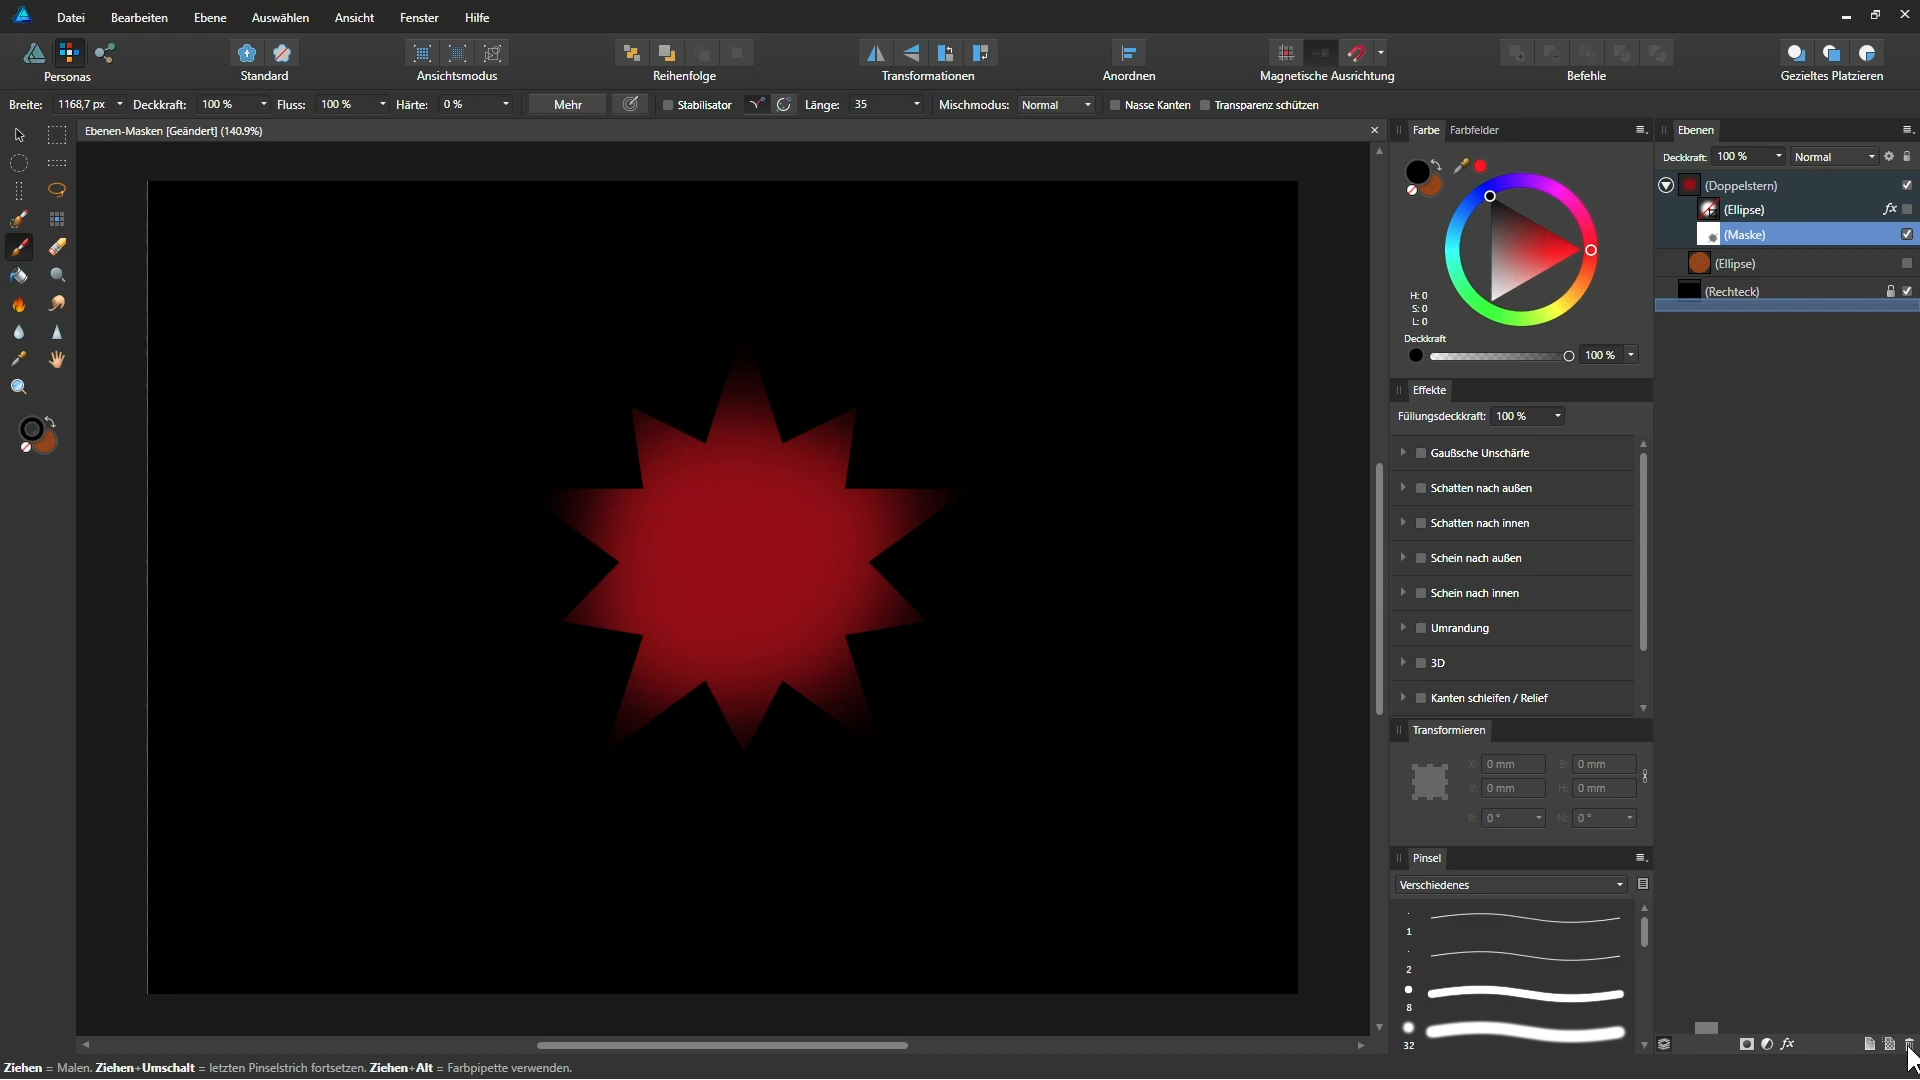 Datei Bearbeiten Ebene Auswählen Ansicht Fenster Hilfe
Personas Standard Ansichtsmodus Reihenfolge Transformationen Anordnen Magnetische Ausrichtung Befehle Gezieltes Platzieren
Breite: 1168,7 px Deckkraft: 100 % Fluss: 100 % Härte: 0 % Mehr Stabilisator Länge: 35 Mischmodus: Normal Nasse Kanten Transparenz schützen
Ebenen-Masken [Geändert] (140.9%)
Farbe Farbfelder
H: 0
S: 0
L: 0
Deckkraft
100 %
Effekte
Füllungsdeckkraft: 100 %
Gaußsche Unschärfe
Schatten nach außen
Schatten nach innen
Schein nach außen
Schein nach innen
Umrandung
3D
Kanten schleifen / Relief
Transformieren
X: 0 mm B: 0 mm
Y: 0 mm H: 0 mm
R: 0 ° N: 0 °
Pinsel
Verschiedenes
1
2
8
32
Ebenen
Deckkraft: 100 % Normal
(Doppelstern)
(Ellipse) fx
(Maske)
(Ellipse)
(Rechteck)
fx
Ziehen = Malen. Ziehen+Umschalt = letzten Pinselstrich fortsetzen. Ziehen+Alt = Farbpipette verwenden.